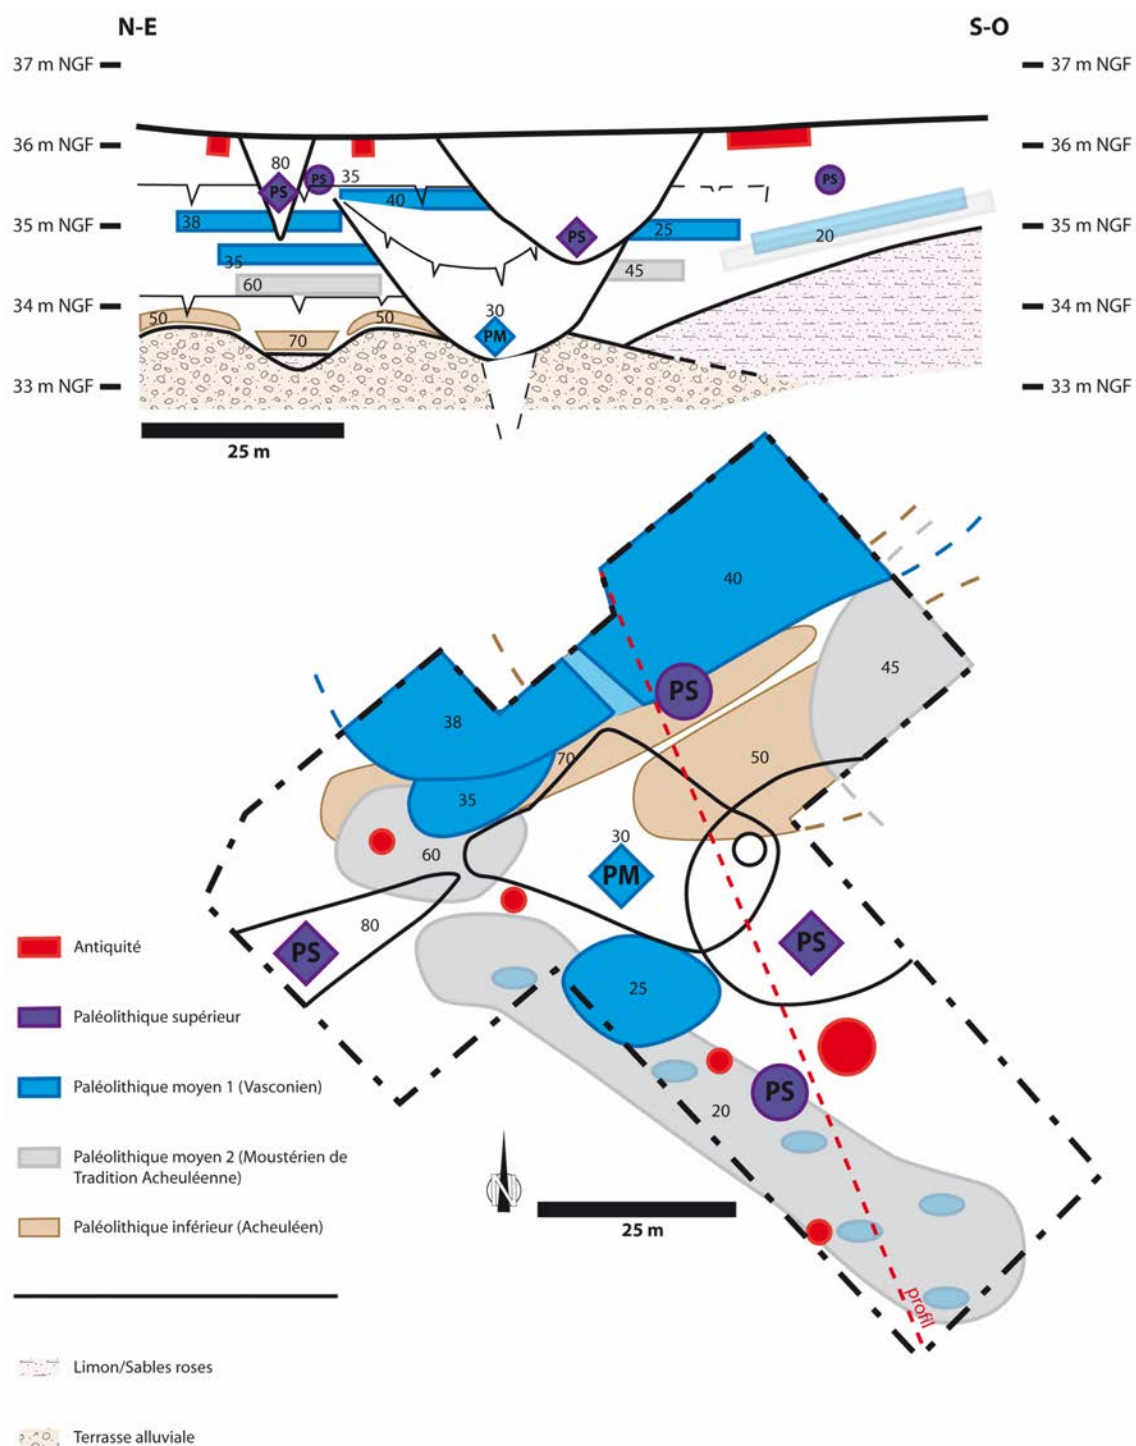 N-E S-O
37 m NGF 37 m NGF
36 m NGF 36 m NGF
80
PS PS 35
40
38 PS 25
35 m NGF 35 m NGF
20
35
60 45
34 m NGF 30 34 m NGF
50 50
70 PM
33 m NGF 33 m NGF
25 m
40
45
PS
38
70 50
35
30
60
PM
80
PS PS
Antiquité
25
Paléolithique supérieur
Paléolithique moyen 1 (Vasconien)
PS
20
Paléolithique moyen 2 (Moustérien de
Tradition Acheuléenne)
N
Paléolithique inférieur (Acheuléen)
25 m
profil
Limon/Sables roses
Terrasse alluviale